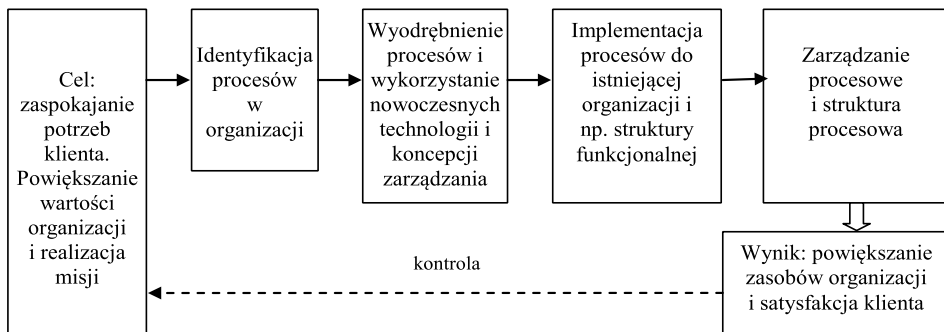 Cel:
zaspokajanie
potrzeb
klienta.
Powiększanie
wartości
organizacji
i realizacja
misji
Identyfikacja
procesów
w
organizacji
Wyodrębnienie
procesów i
wykorzystanie
nowoczesnych
technologii i
koncepcji
zarządzania
Implementacja
procesów do
istniejącej
organizacji i
np. struktury
funkcjonalnej
Zarządzanie
procesowe
i struktura
procesowa
Wynik: powiększanie
zasobów organizacji
i satysfakcja klienta
kontrola